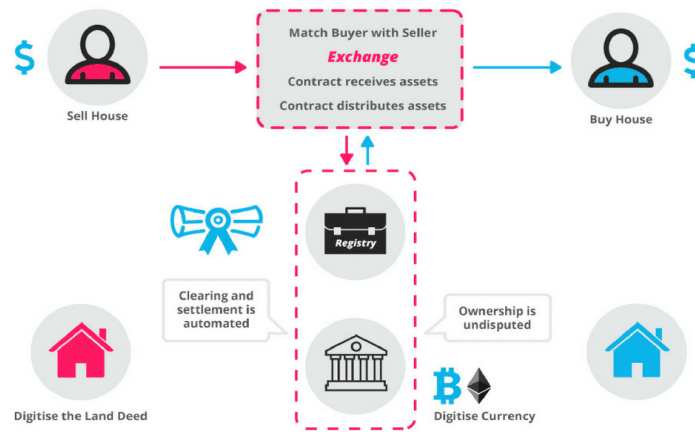 Match Buyer with Seller
Exchange
Contract receives assets
Contract distributes assets
$
$
Sell House
Buy House
Registry
Clearing and
settlement is
automated
Ownership is
undisputed
Digitise the Land Deed
Digitise Currency